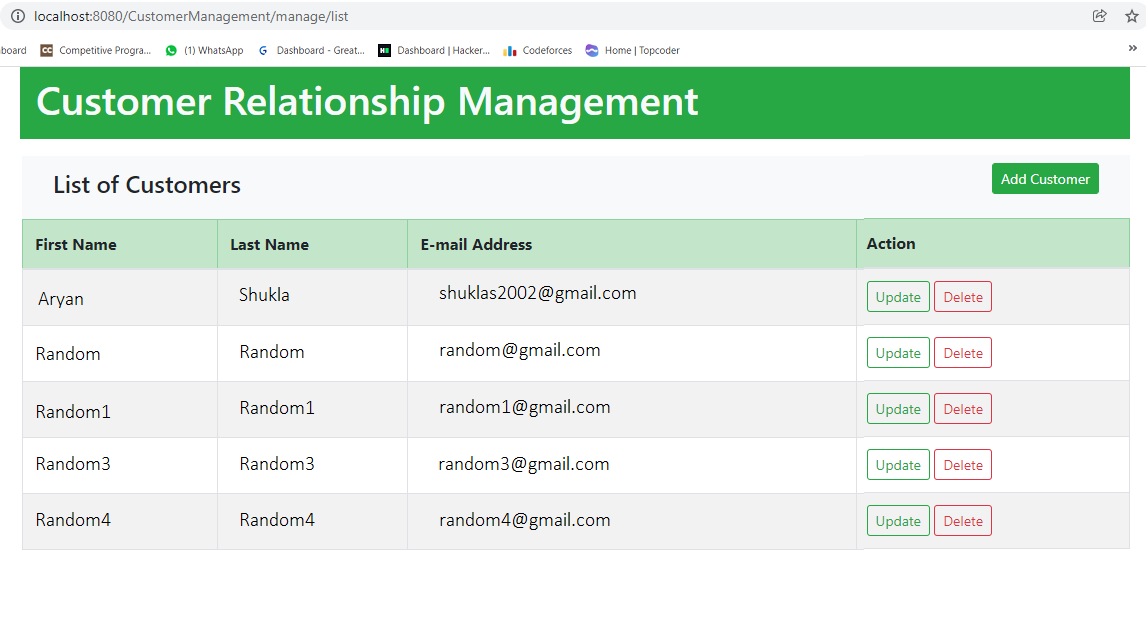 localhost:8080/CustomerManagement/manage/list
board CC Competitive Progra... (1) WhatsApp G Dashboard - Great... H Dashboard | Hacker... Codeforces Home | Topcoder »
Customer Relationship Management
List of Customers Add Customer
First Name Last Name E-mail Address Action
Aryan Shukla shuklas2002@gmail.com Update Delete
Random Random random@gmail.com Update Delete
Random1 Random1 random1@gmail.com Update Delete
Random3 Random3 random3@gmail.com Update Delete
Random4 Random4 random4@gmail.com Update Delete